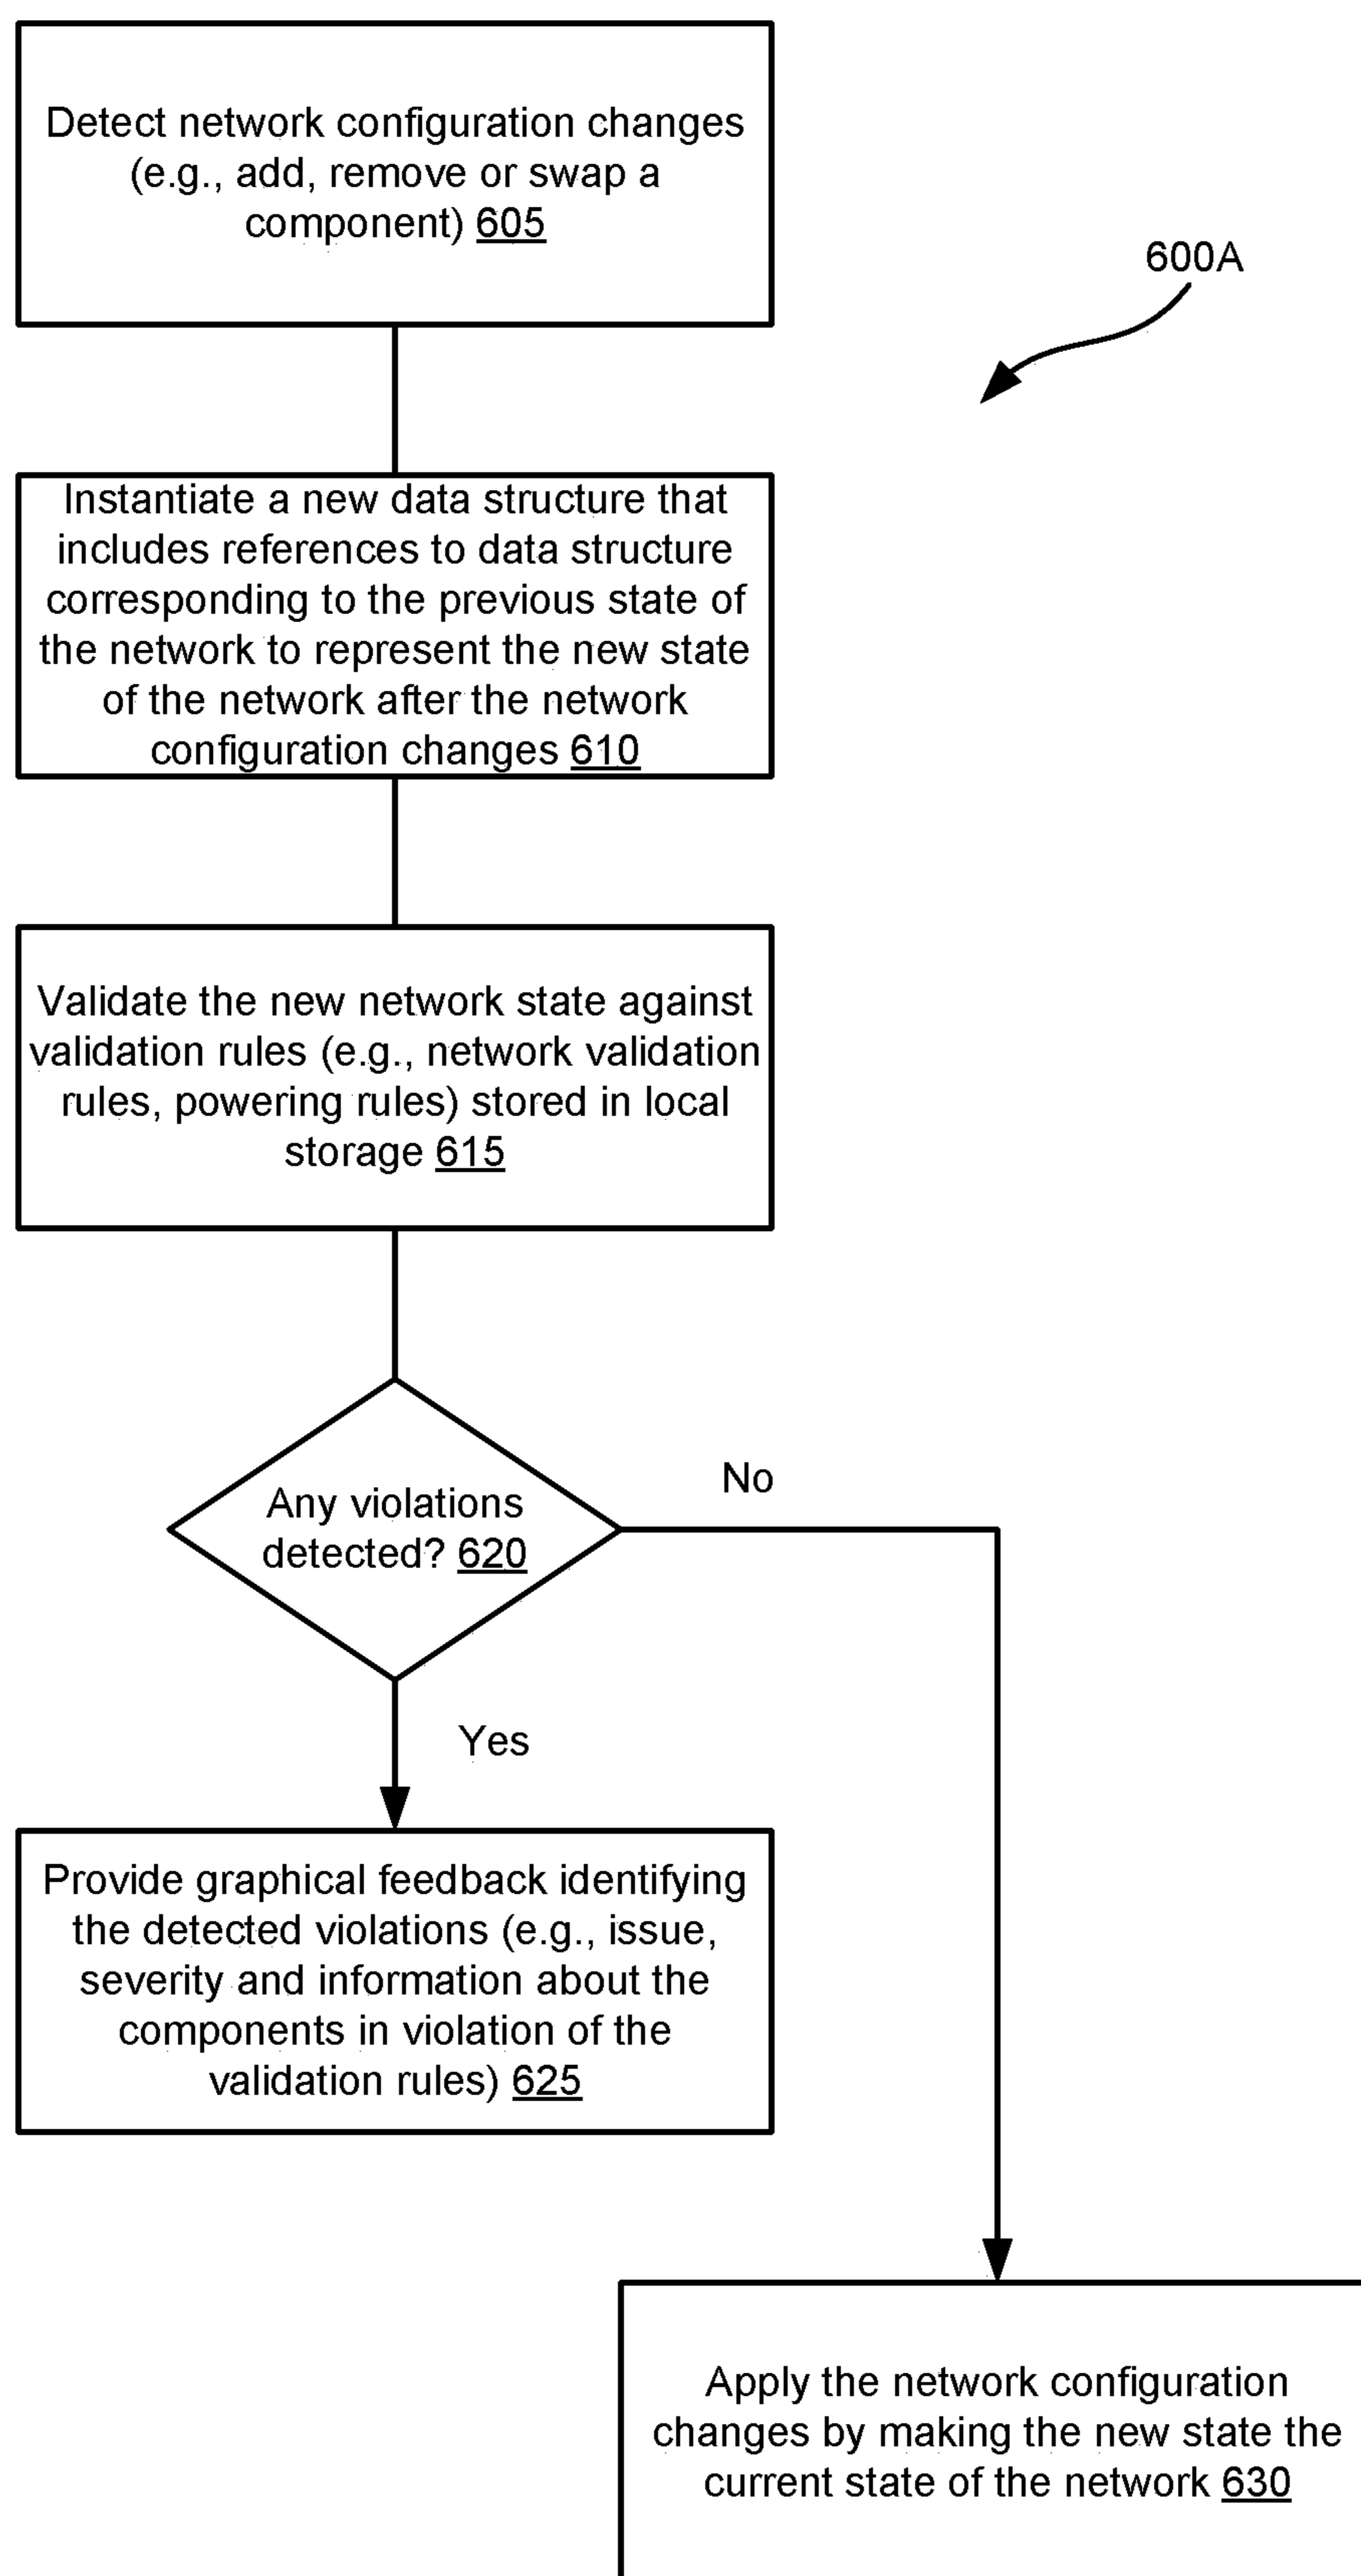 Detect network configuration changes
(e.g., add, remove or swap a
component) 605
600A
Instantiate a new data structure that
includes references to data structure
corresponding to the previous state of
the network to represent the new state
of the network after the network
configuration changes 610
Validate the new network state against
validation rules (e.g., network validation
rules, powering rules) stored in local
storage 615
Any violations
detected? 620
No
Yes
Provide graphical feedback identifying
the detected violations (e.g., issue,
severity and information about the
components in violation of the
validation rules) 625
Apply the network configuration
changes by making the new state the
current state of the network 630